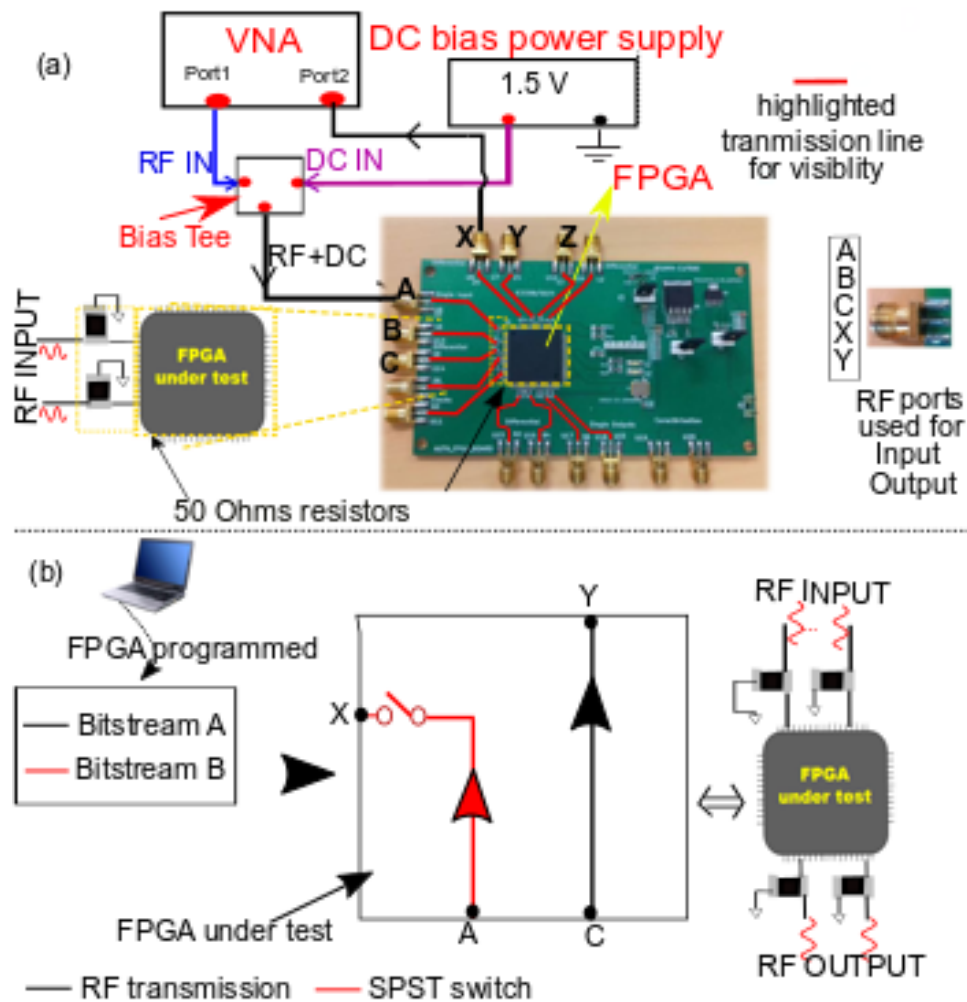 (a)
VNA
Port1
Port2
DC bias power supply
1.5 V
highlighted
tranmission line
for visiblity
RF IN
DC IN
Bias Tee
RF+DC
FPGA
X
Y
Z
A
B
C
RF INPUT
RF INPUT
FPGA
under test
50 Ohms resistors
A
B
C
X
Y
RF ports
used for
Input
Output
(b)
FPGA programmed
Bitstream A
Bitstream B
X
Y
A
C
FPGA under test
RF INPUT
FPGA
under test
RF OUTPUT
RF transmission
SPST switch